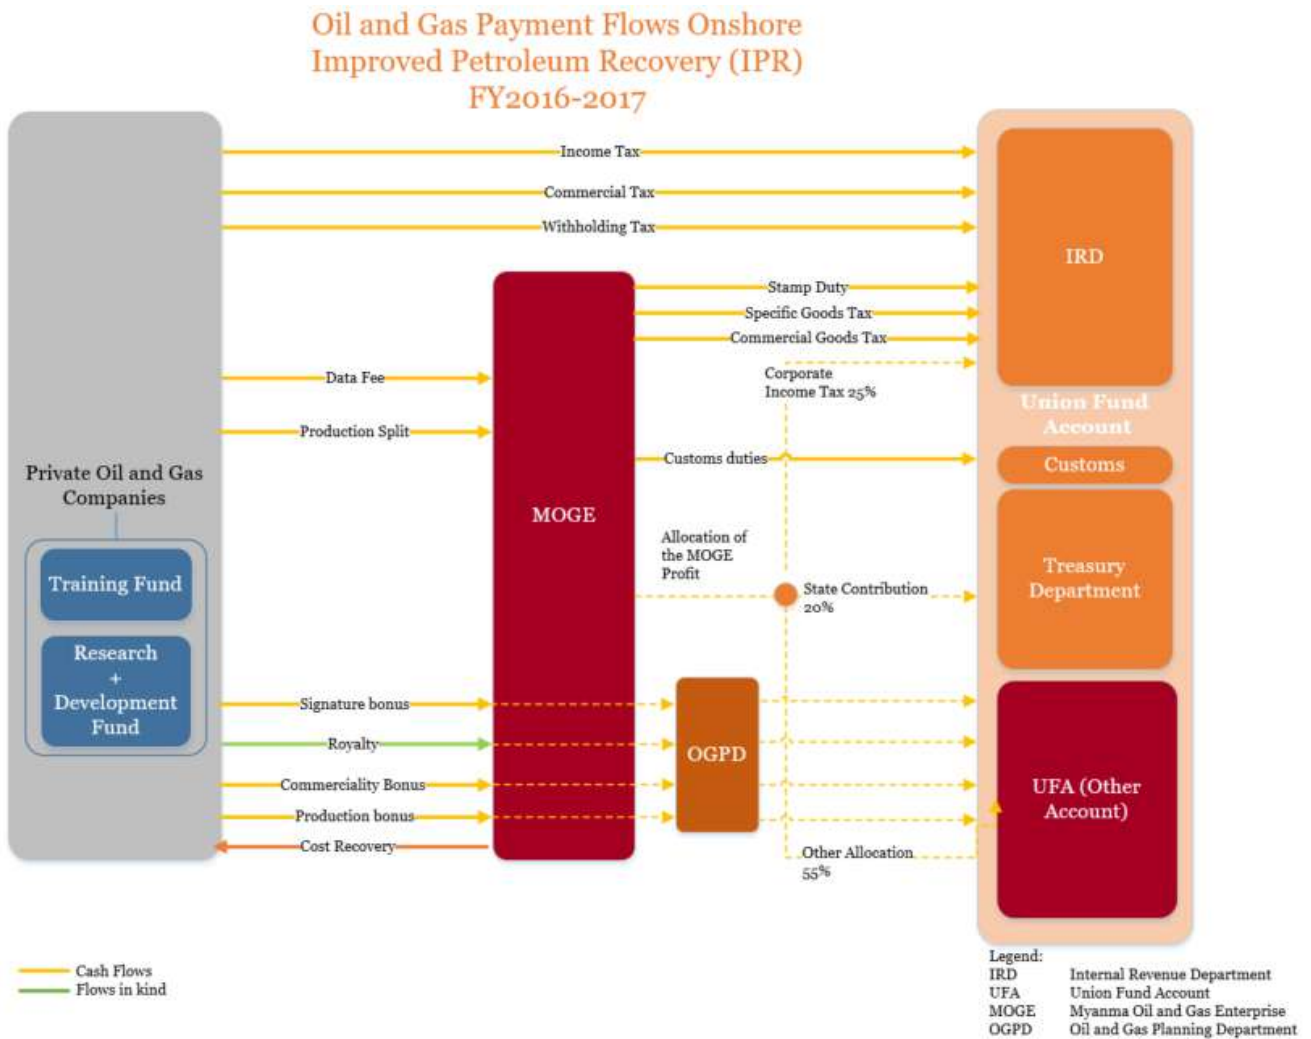 Oil and Gas Payment Flows Onshore
Improved Petroleum Recovery (IPR)
FY2016-2017
Income Tax
Commercial Tax
Withholding Tax
IRD
Stamp Duty
Specific Goods Tax
Commercial Goods Tax
Data Fee
Corporate
Income Tax 25%
Union Fund
Account
Production Split
Customs duties
Customs
Private Oil and Gas
Companies
MOGE
Allocation of
the MOGE
Profit
Training Fund
State Contribution
20%
Treasury
Department
Research
+
Development
Fund
Signature bonus
Royalty
OGPD
Commerciality Bonus
UFA (Other
Account)
Production bonus
Cost Recovery
Other Allocation
55%
Cash Flows
Flows in kind
Legend:
IRD Internal Revenue Department
UFA Union Fund Account
MOGE Myanma Oil and Gas Enterprise
OGPD Oil and Gas Planning Department